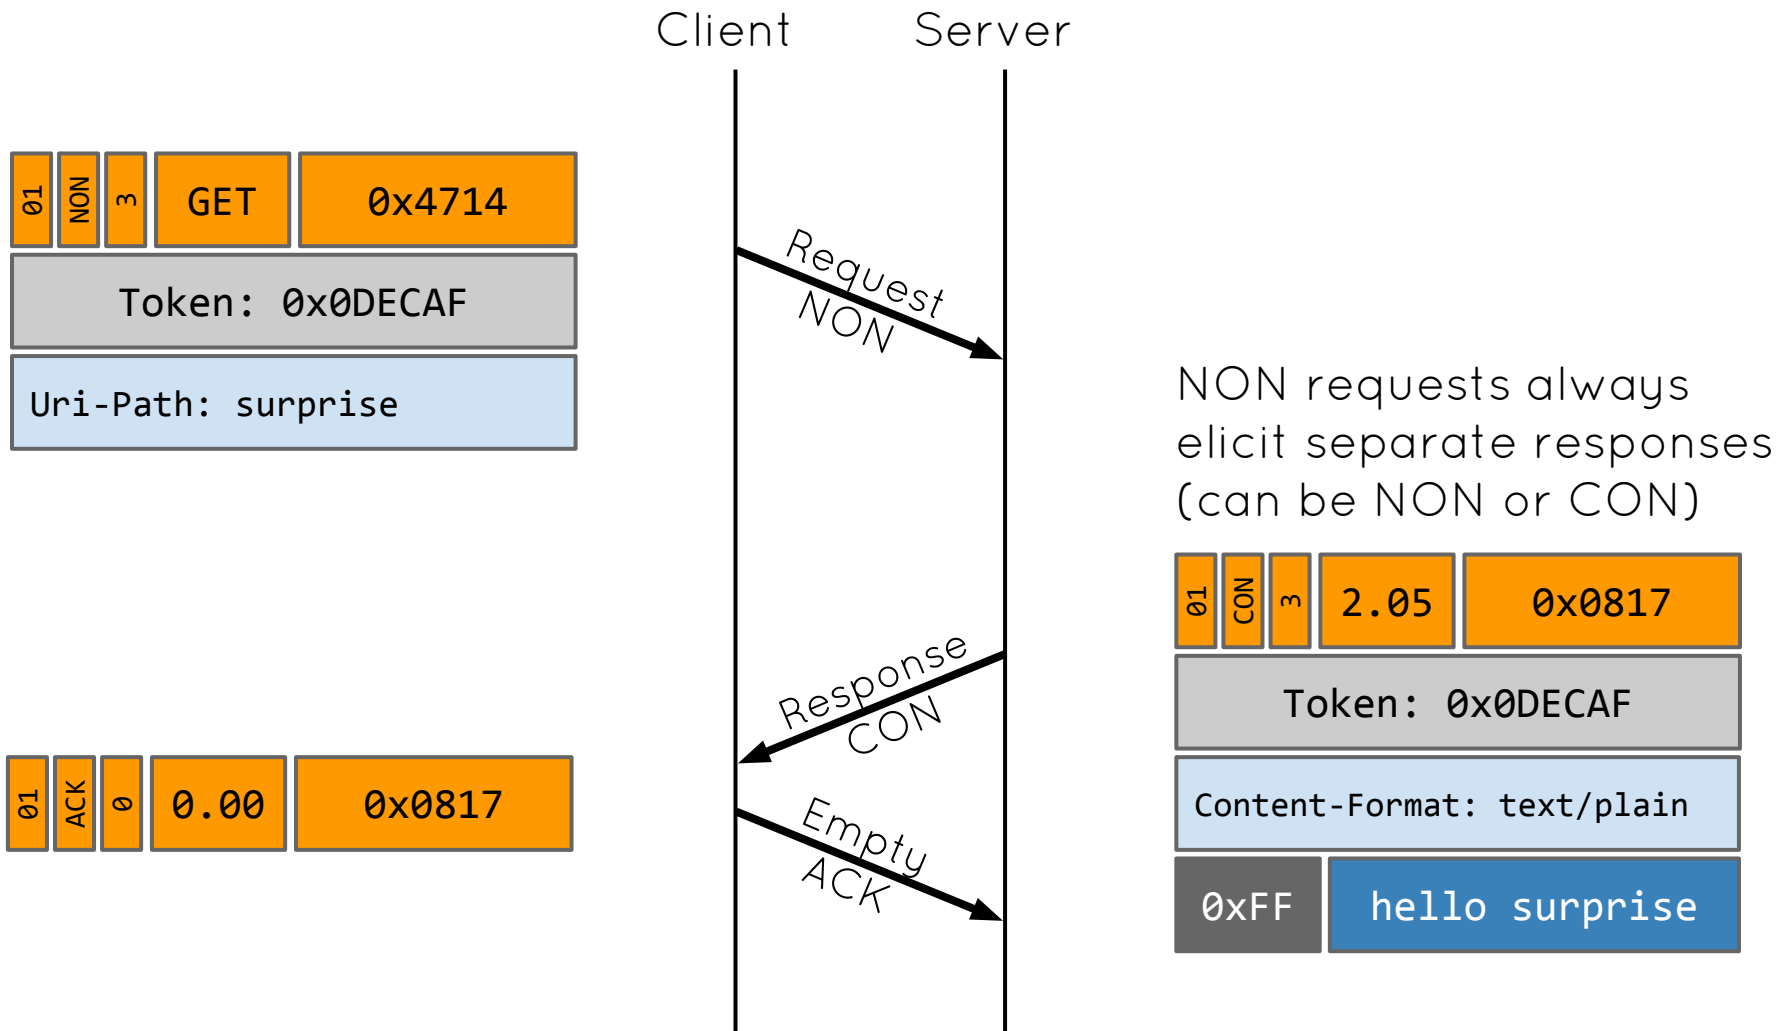 Client Server
01 NON 3 GET 0x4714
Token: 0x0DECAF
Uri-Path: surprise
Request
NON
NON requests always
elicit separate responses
(can be NON or CON)
01 CON 3 2.05 0x0817
Token: 0x0DECAF
Content-Format: text/plain
0xFF hello surprise
Response
CON
01 ACK 0 0.00 0x0817
Empty
ACK